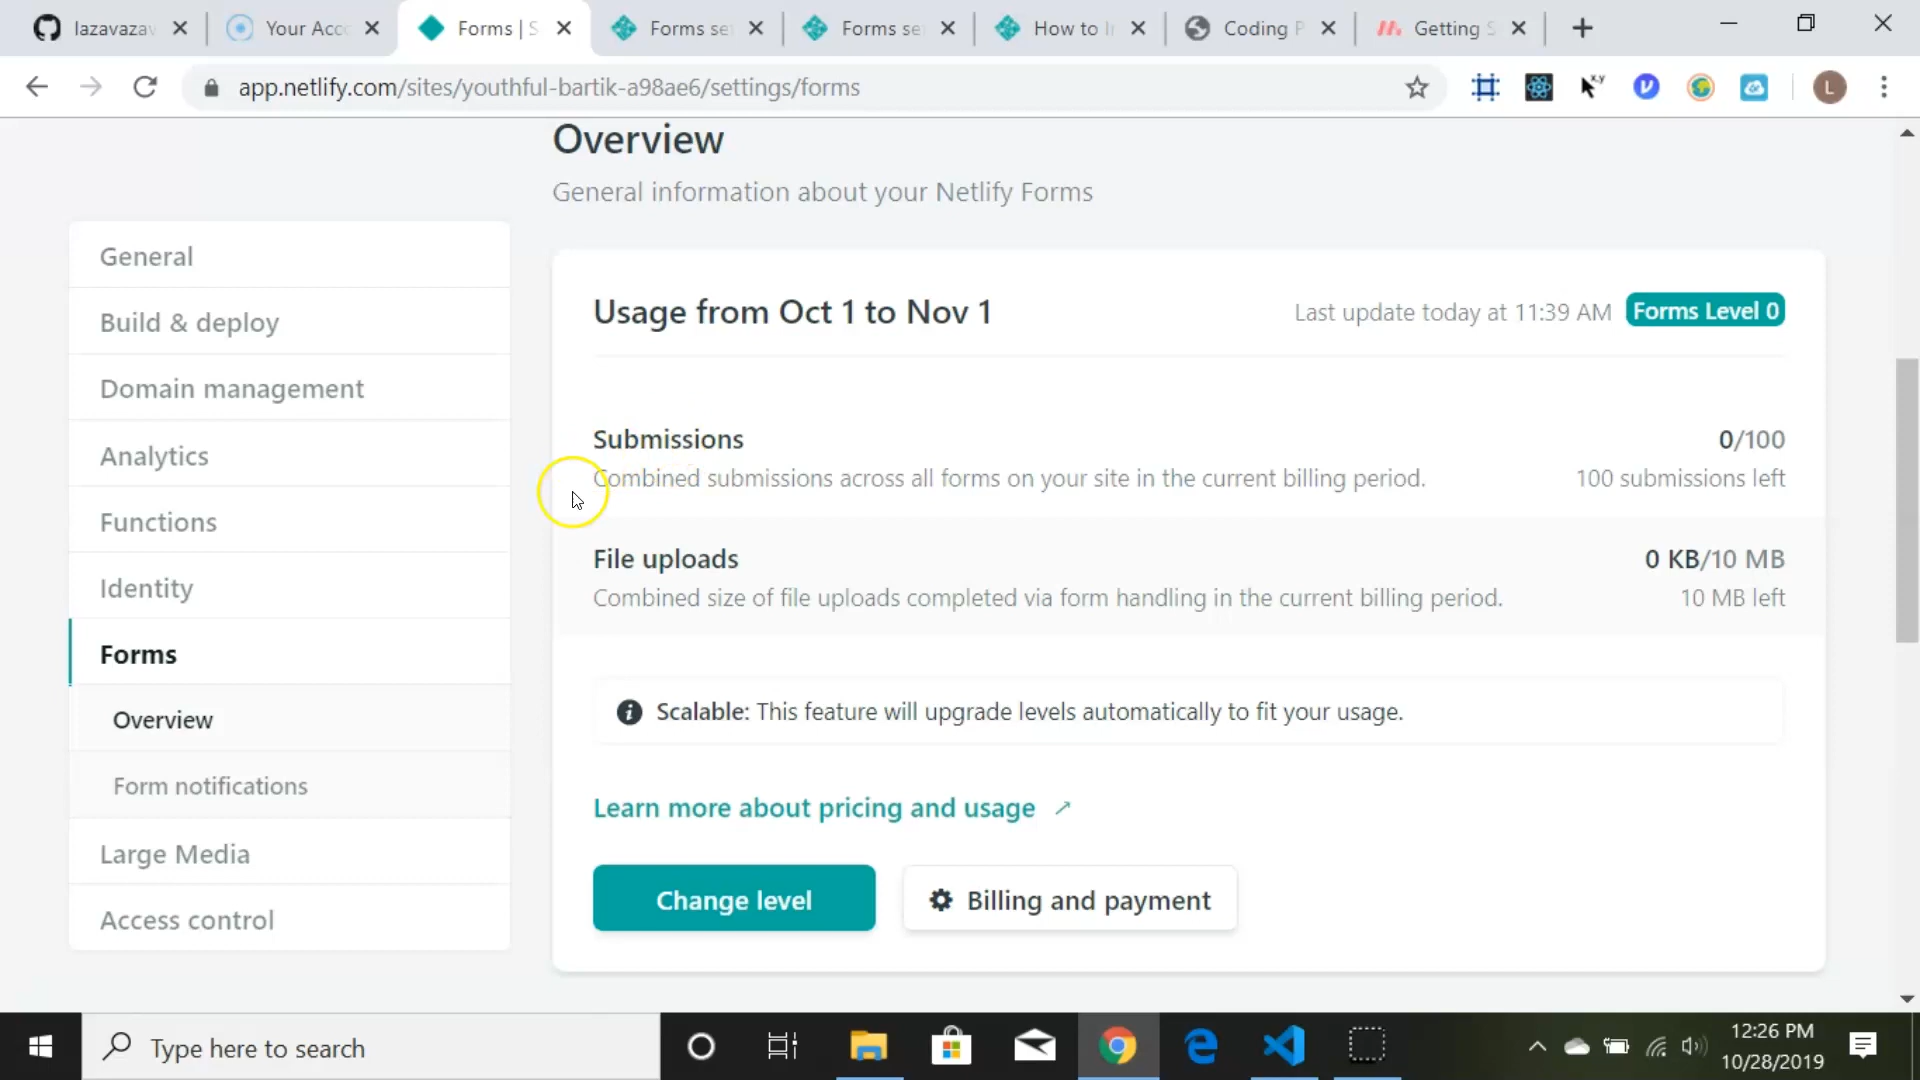 lazavazav
Your Acc
Forms | S
Forms se
Forms se
How to I
Coding P
Getting S
app.netlify.com/sites/youthful-bartik-a98ae6/settings/forms
L
Overview
General information about your Netlify Forms
General
Build & deploy
Domain management
Analytics
Functions
Identity
Forms
Overview
Form notifications
Large Media
Access control
Usage from Oct 1 to Nov 1
Last update today at 11:39 AM
Forms Level 0
Submissions
0/100
Combined submissions across all forms on your site in the current billing period.
100 submissions left
File uploads
0 KB/10 MB
Combined size of file uploads completed via form handling in the current billing period.
10 MB left
Scalable: This feature will upgrade levels automatically to fit your usage.
Learn more about pricing and usage
Change level
Billing and payment
Type here to search
12:26 PM
10/28/2019